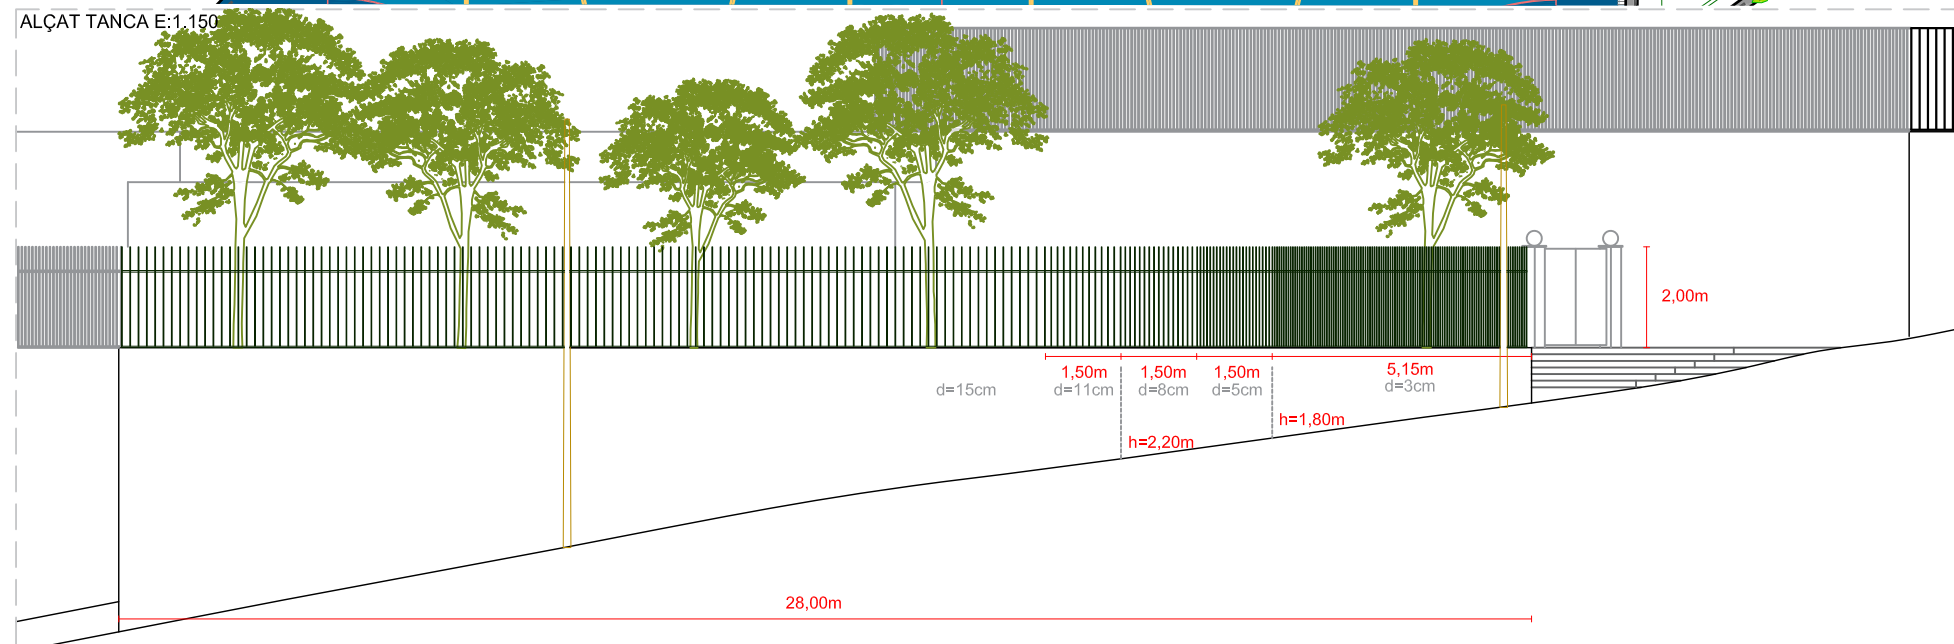 ALÇAT TANCA E:1.150
2,00m
1,50m 1,50m 1,50m 5,15m
d=15cm d=11cm d=8cm d=5cm d=3cm
h=1,80m
h=2,20m
28,00m